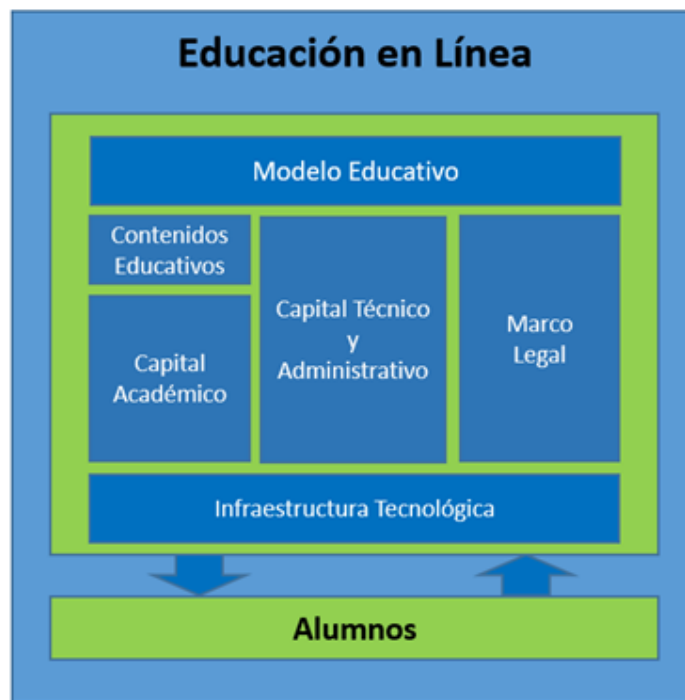 Educación en Línea
Modelo Educativo
Contenidos
Educativos
Capital
Académico
Capital Técnico
y
Administrativo
Marco
Legal
Infraestructura Tecnológica
Alumnos